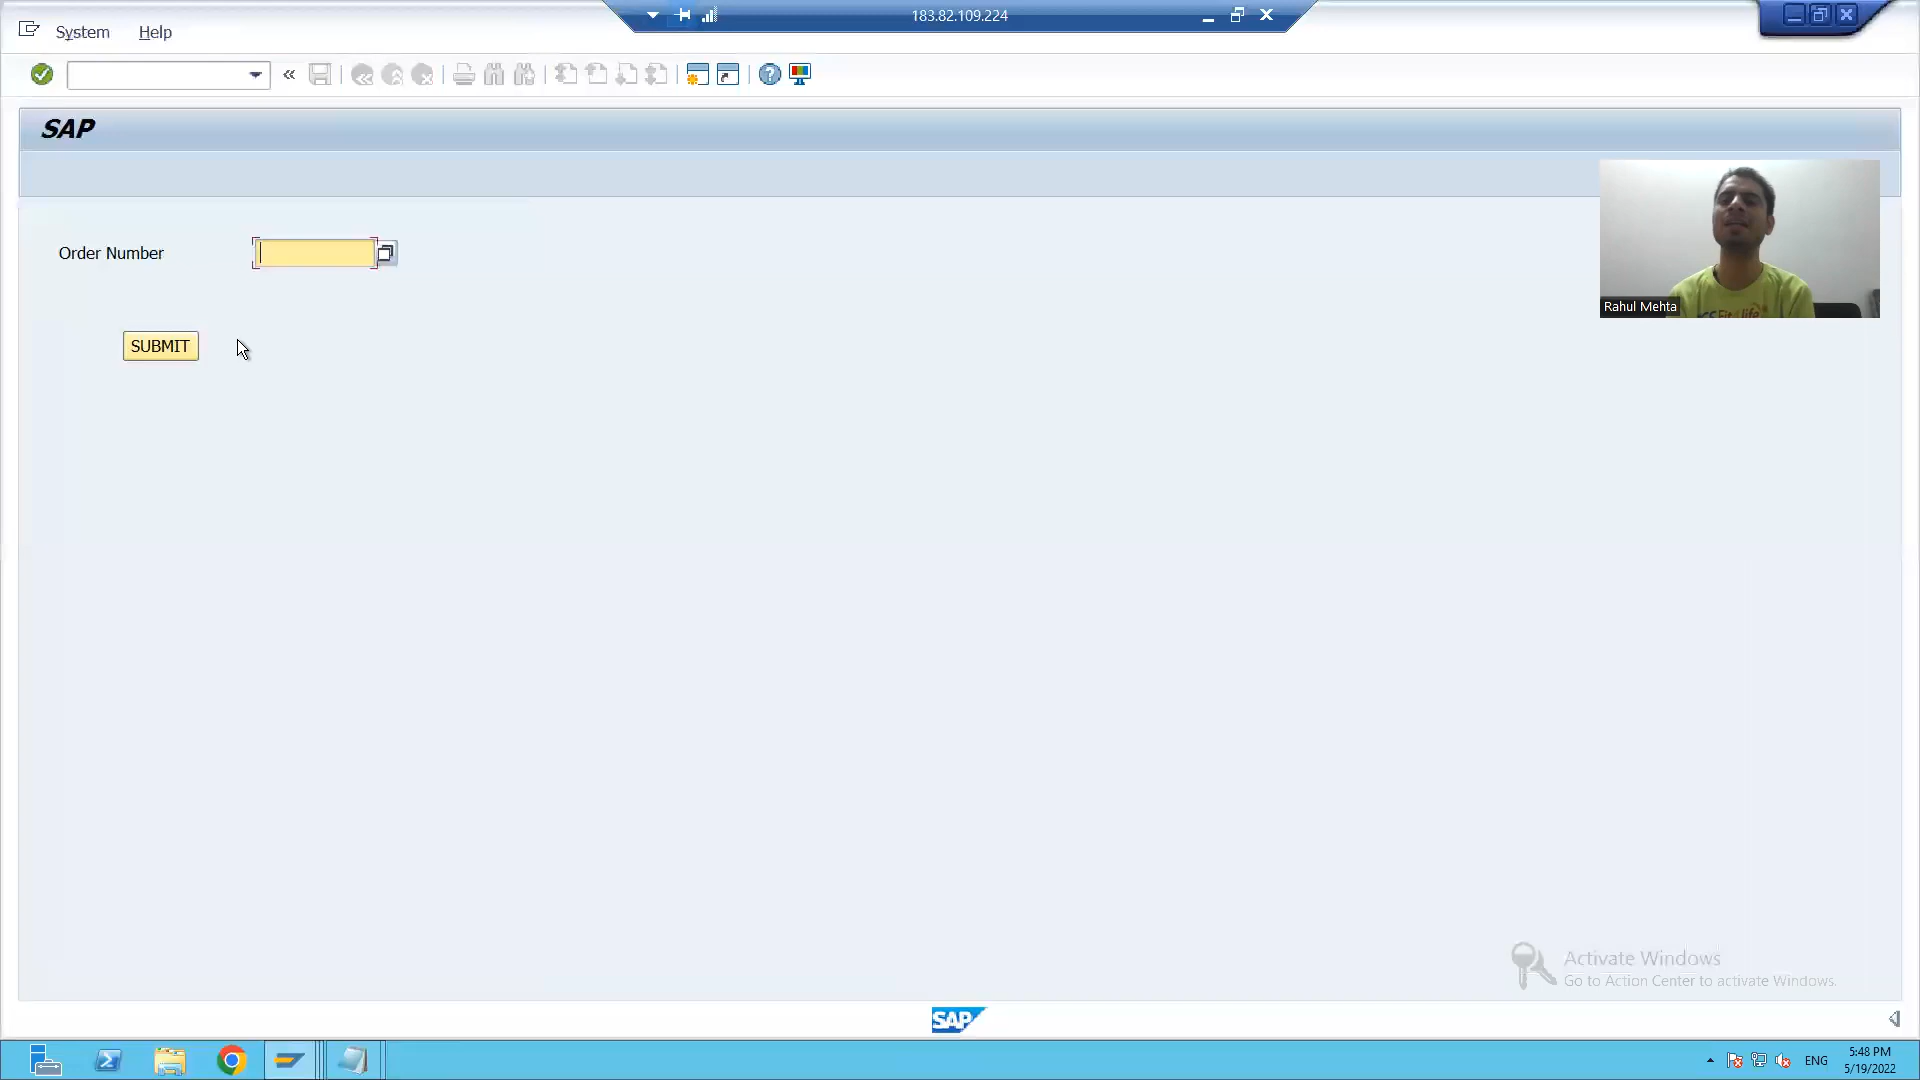 183.82.109.224
System Help
SAP
Order Number
SUBMIT
Rahul Mehta
Fit4life
Activate Windows
Go to Action Center to activate Windows.
SAP
ENG
5:48 PM
5/19/2022